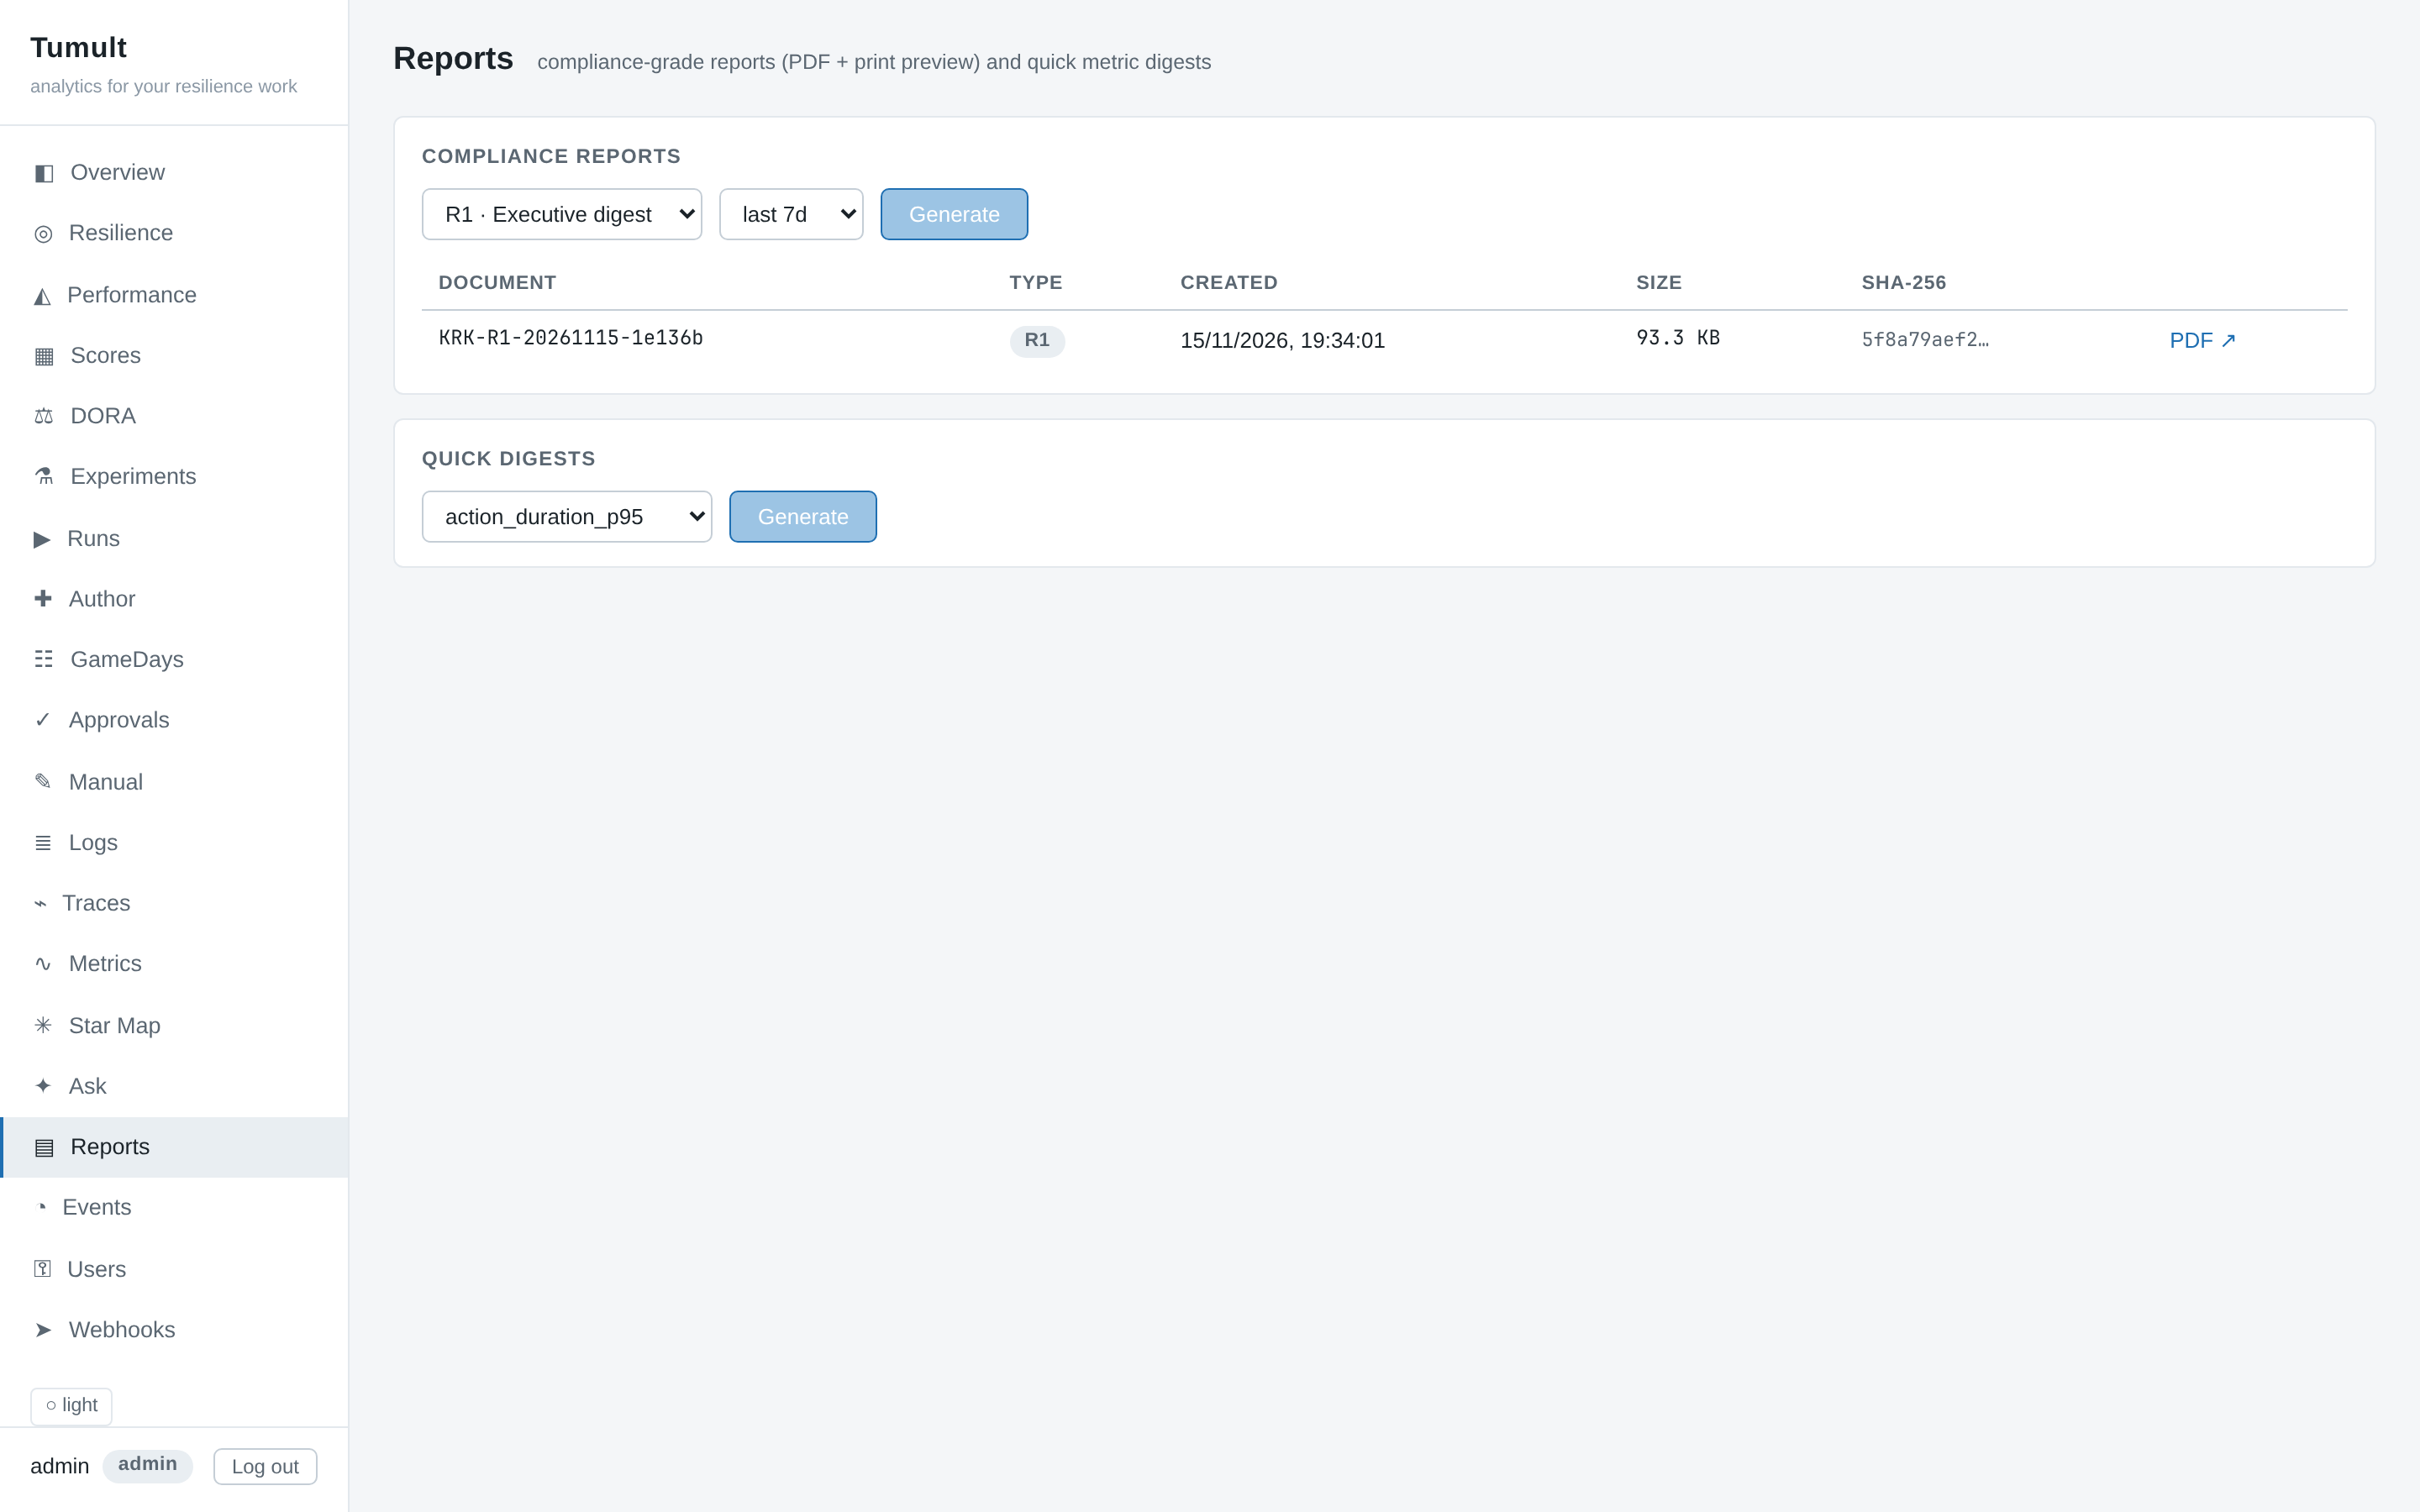 Tumult
analytics for your resilience work
Overview
Resilience
Performance
Scores
DORA
Experiments
Runs
Author
GameDays
Approvals
Manual
Logs
Traces
Metrics
Star Map
Ask
Reports
Events
Users
Webhooks
light
admin admin Log out
Reports compliance-grade reports (PDF + print preview) and quick metric digests
COMPLIANCE REPORTS
R1 · Executive digest last 7d Generate
DOCUMENT TYPE CREATED SIZE SHA-256
KRK-R1-20261115-1e136b R1 15/11/2026, 19:34:01 93.3 KB 5f8a79aef2… PDF ↗
QUICK DIGESTS
action_duration_p95 Generate